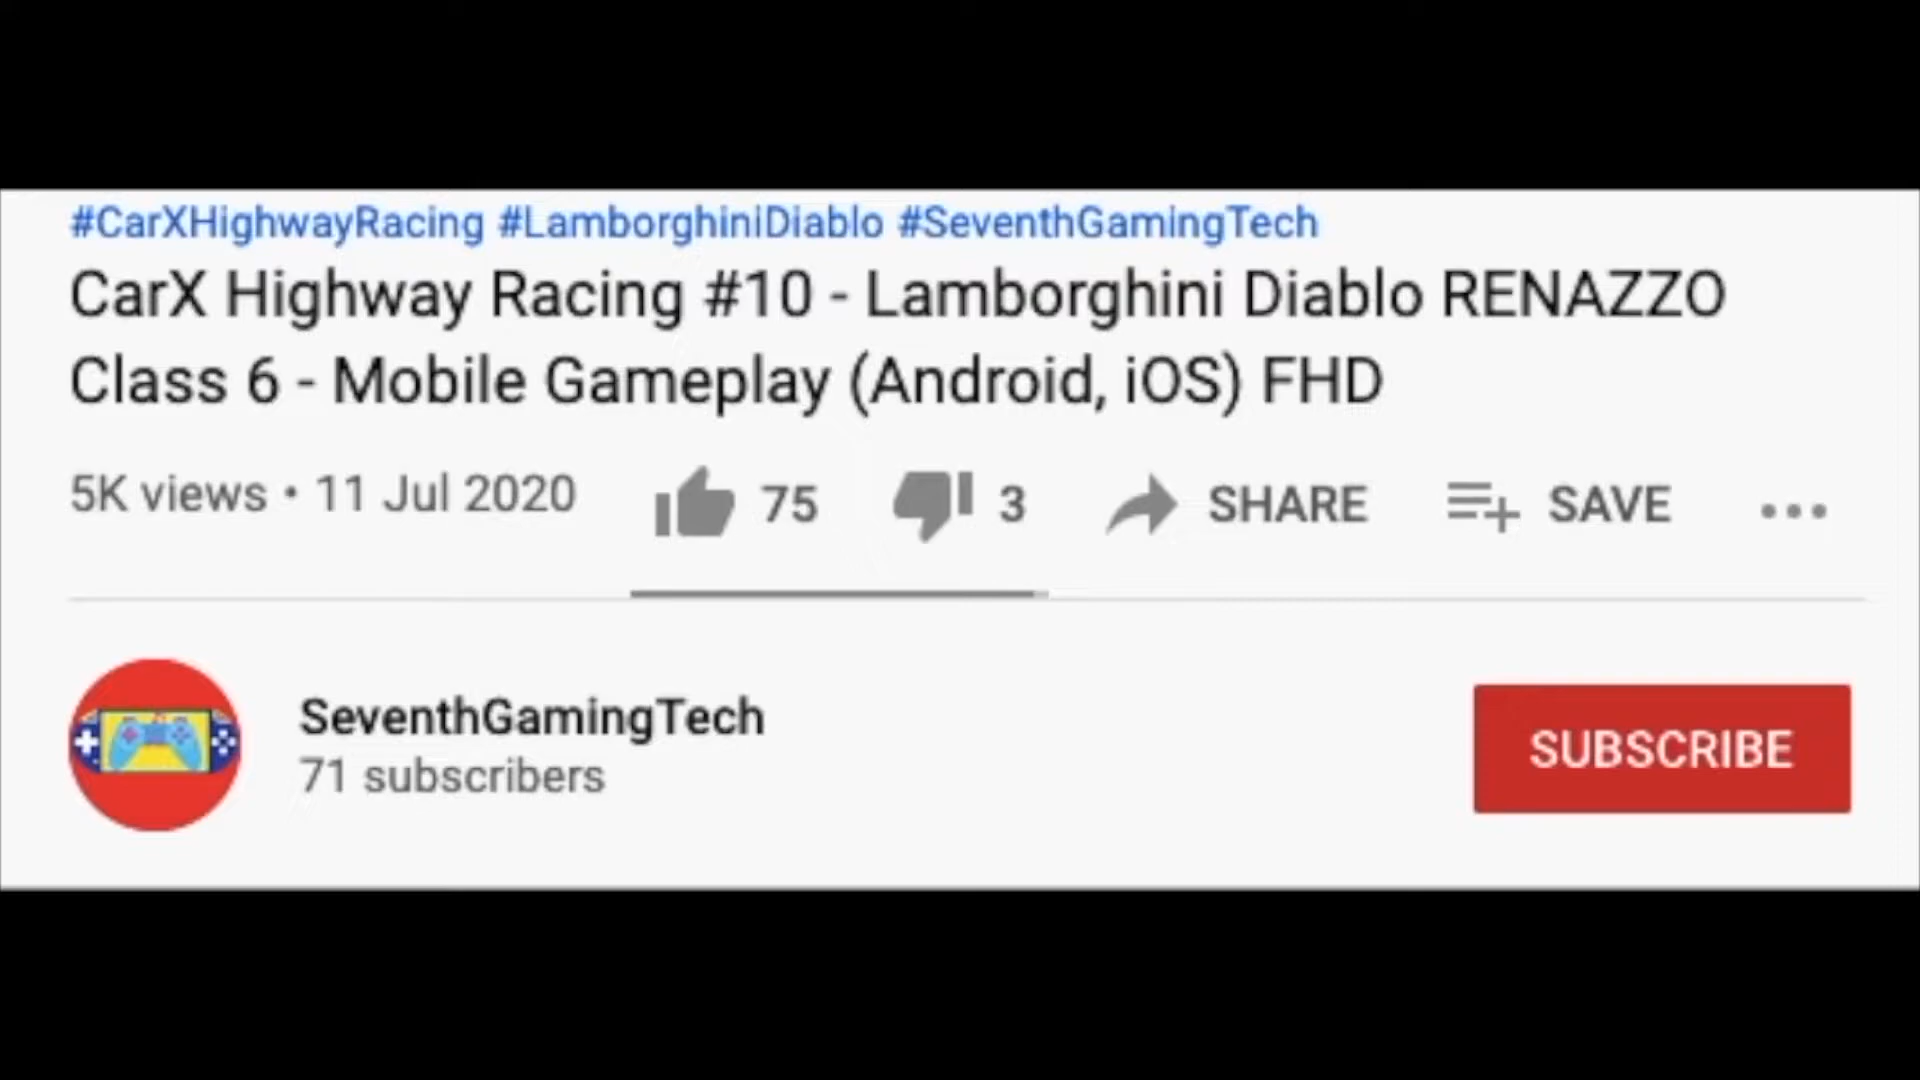 #CarXHighwayRacing #LamborghiniDiablo #SeventhGamingTech
CarX Highway Racing #10 - Lamborghini Diablo RENAZZO
Class 6 - Mobile Gameplay (Android, iOS) FHD
5K views • 11 Jul 2020 75 3 SHARE SAVE
SeventhGamingTech
71 subscribers
SUBSCRIBE